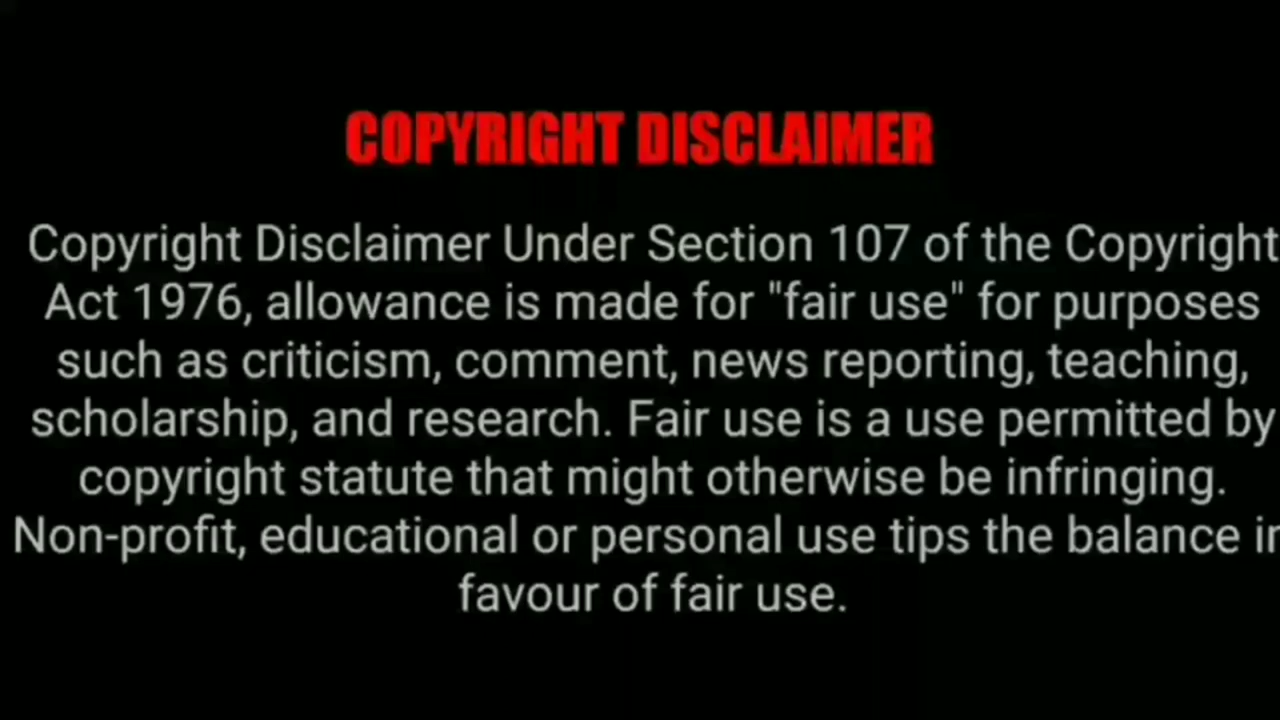 COPYRIGHT DISCLAIMER
Copyright Disclaimer Under Section 107 of the Copyright
Act 1976, allowance is made for "fair use" for purposes
such as criticism, comment, news reporting, teaching,
scholarship, and research. Fair use is a use permitted by
copyright statute that might otherwise be infringing.
Non-profit, educational or personal use tips the balance in
favour of fair use.